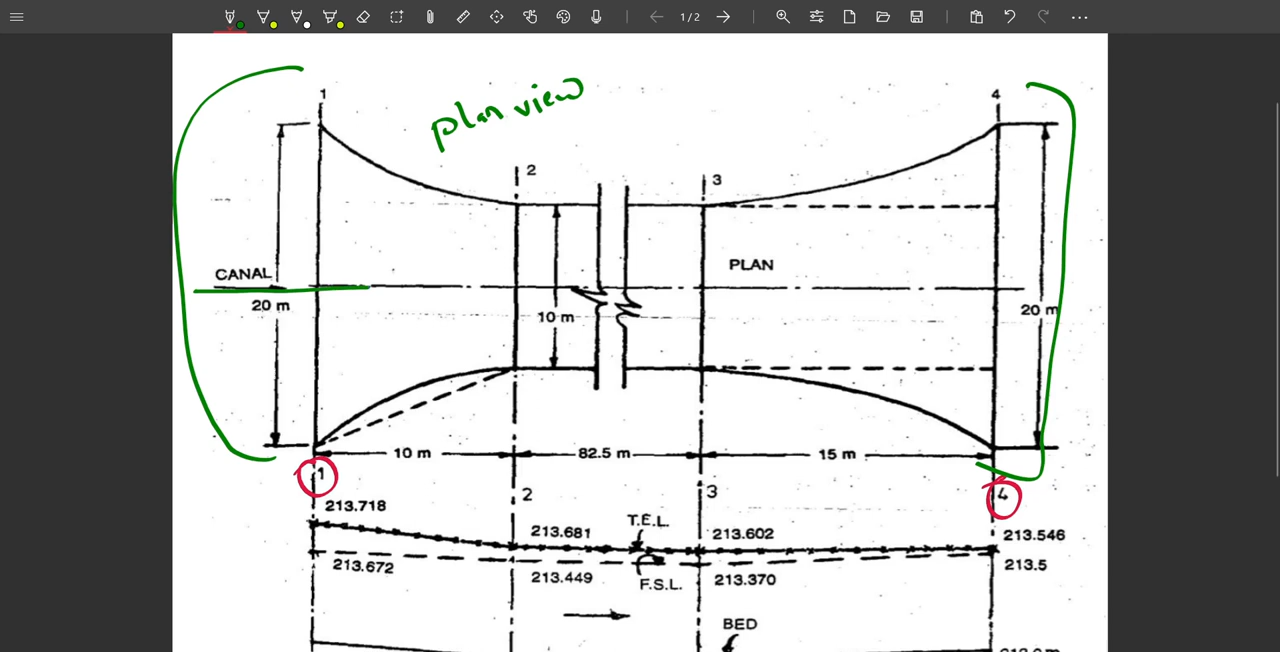 1/2
1
plan view
4
2
3
CANAL
PLAN
20 m
10 m
20 m
10 m
82.5 m
15 m
1
2
3
4
213.718
T.E.L.
213.681
213.602
213.546
213.672
213.449
F.S.L.
213.370
213.5
BED